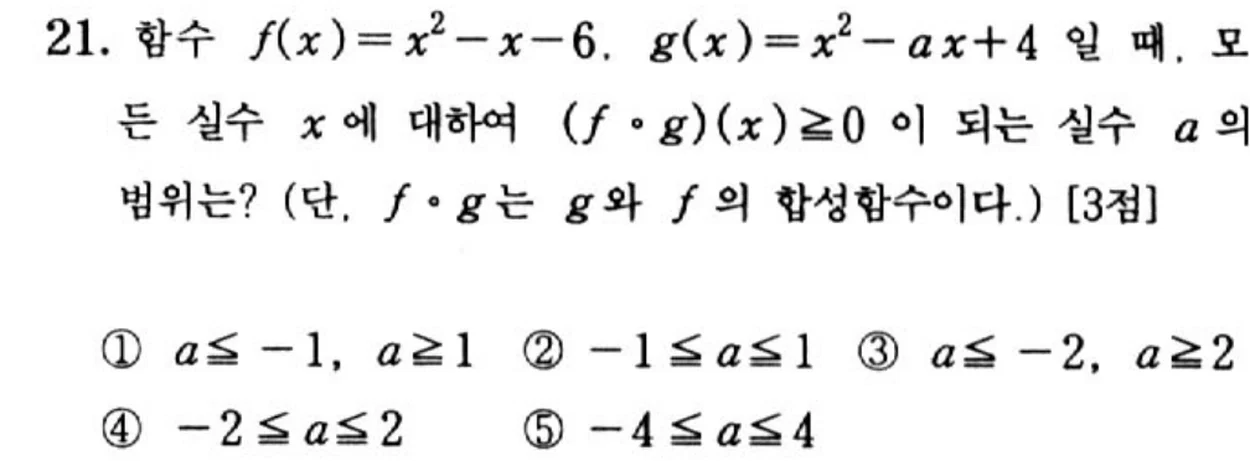 21. 함수 f(x)=x²-x-6, g(x)=x²-ax+4 일 때, 모
든 실수 x에 대하여 (f∘g)(x)≧0 이 되는 실수 a의
범위는? (단, f∘g는 g와 f의 합성함수이다.) [3점]
① a≦-1, a≧1 ② -1≦a≦1 ③ a≦-2, a≧2
④ -2≦a≦2 ⑤ -4≦a≦4